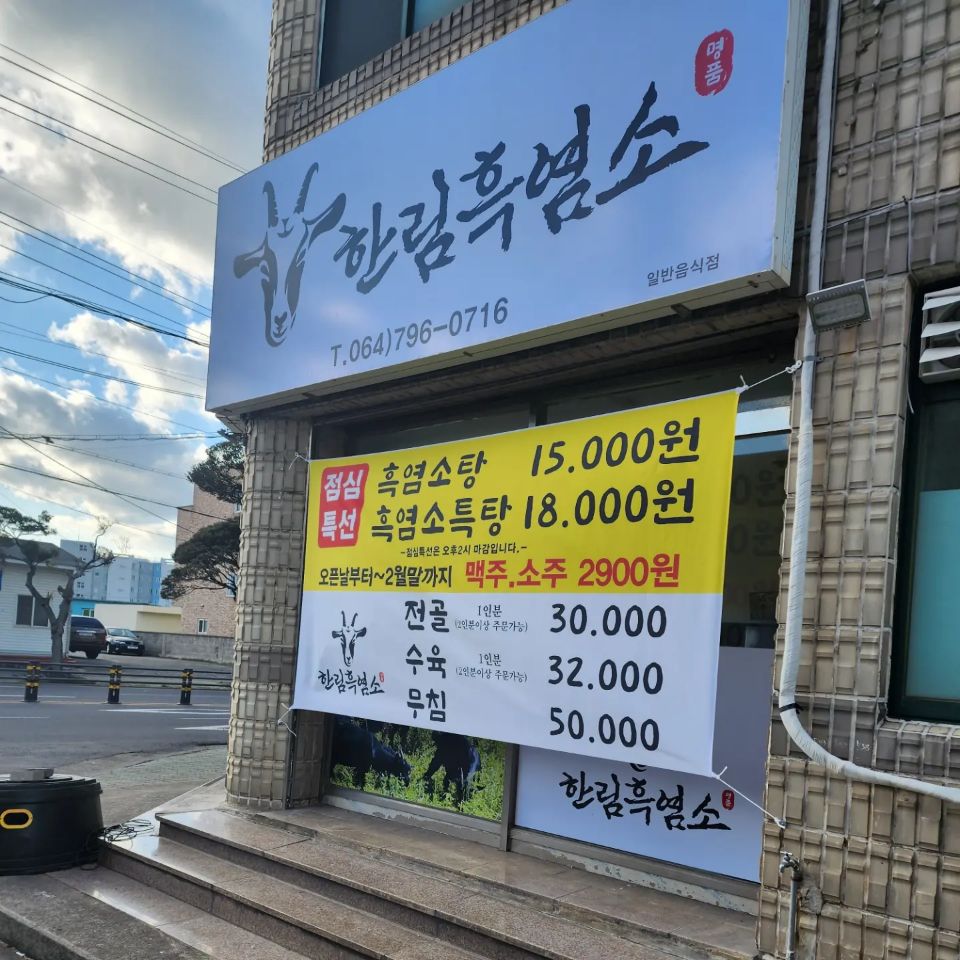 명품
한림흑염소
일반음식점
T.064)796-0716
점심
특선
흑염소탕 15.000원
흑염소특탕 18.000원
-점심특선은 오후2시 마감입니다.-
오픈날부터~2월말까지 맥주.소주 2900원
전골 1인분 (2인분이상 주문가능) 30.000
수육 1인분 (2인분이상 주문가능) 32.000
무침 50.000
한림흑염소
한림흑염소
명품